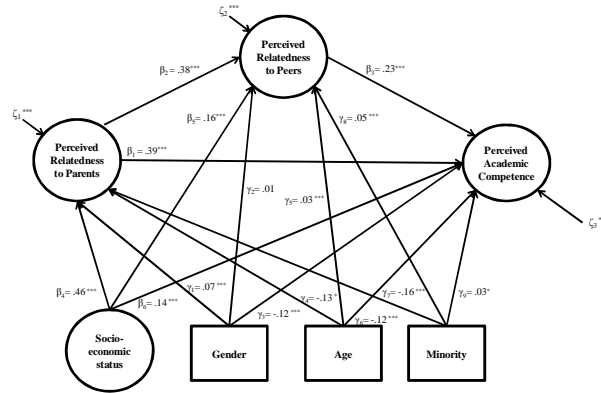 ζ₂ ***
Perceived
Relatedness
to Peers
β₂= .38***
β₃= .23***
ζ₁ ***
β₅= .16***
γ₈= .05 ***
Perceived
Relatedness
to Parents
β₁= .39***
Perceived
Academic
Competence
γ₂= .01
γ₅= .03 ***
ζ₃ *
β₄= .46***
β₆= .14 ***
γ₁= .07 ***
γ₃= -.12 ***
γ₄= -.13*
γ₆= -.12 ***
γ₇= -.16***
γ₉= .03*
Socio-
economic
status
Gender
Age
Minority